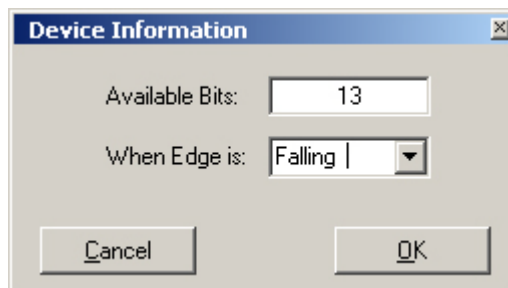 Device Information
Available Bits: 13
When Edge is: Falling
Cancel OK